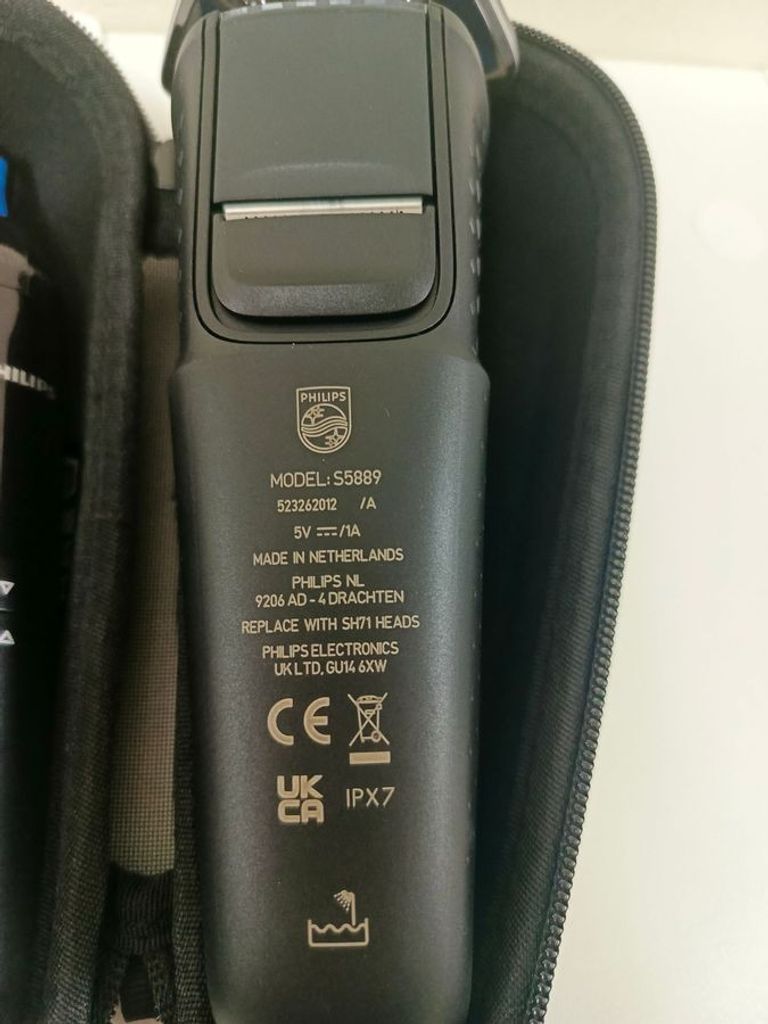 PHILIPS
MODEL: S5889
523262012 /A
5V ⎓/1A
MADE IN NETHERLANDS
PHILIPS NL
9206 AD - 4 DRACHTEN
REPLACE WITH SH71 HEADS
PHILIPS ELECTRONICS
UK LTD, GU14 6XW
CE
UK
CA
IPX7
PHILIPS